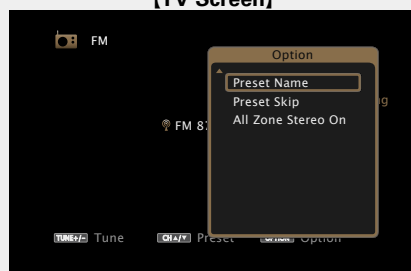 【TV Screen】
FM
Option
Preset Name
Preset Skip
All Zone Stereo On
FM 87
TUNE+/- Tune CH▲/▼ Preset OPTION Option